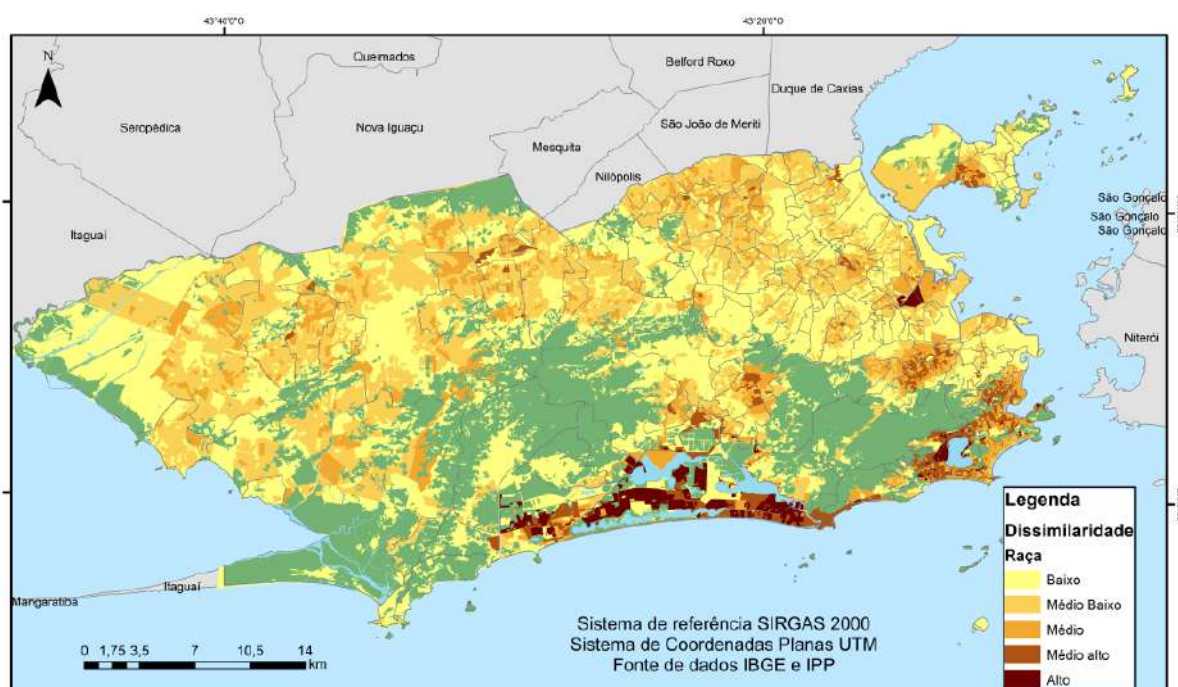 43°40'0"O
43°20'0"O
N
Queimados
Belford Roxo
Duque de Caxias
Seropédica
Nova Iguaçu
São João de Meriti
Mesquita
Nilópolis
São Gonçalo
São Gonçalo
São Gonçalo
Itaguaí
Niterói
Legenda
Dissimilaridade
Raça
Baixo
Médio Baixo
Médio
Médio alto
Alto
Itaguaí
Mangaratiba
Sistema de referência SIRGAS 2000
Sistema de Coordenadas Planas UTM
Fonte de dados IBGE e IPP
0 1,75 3,5 7 10,5 14
km